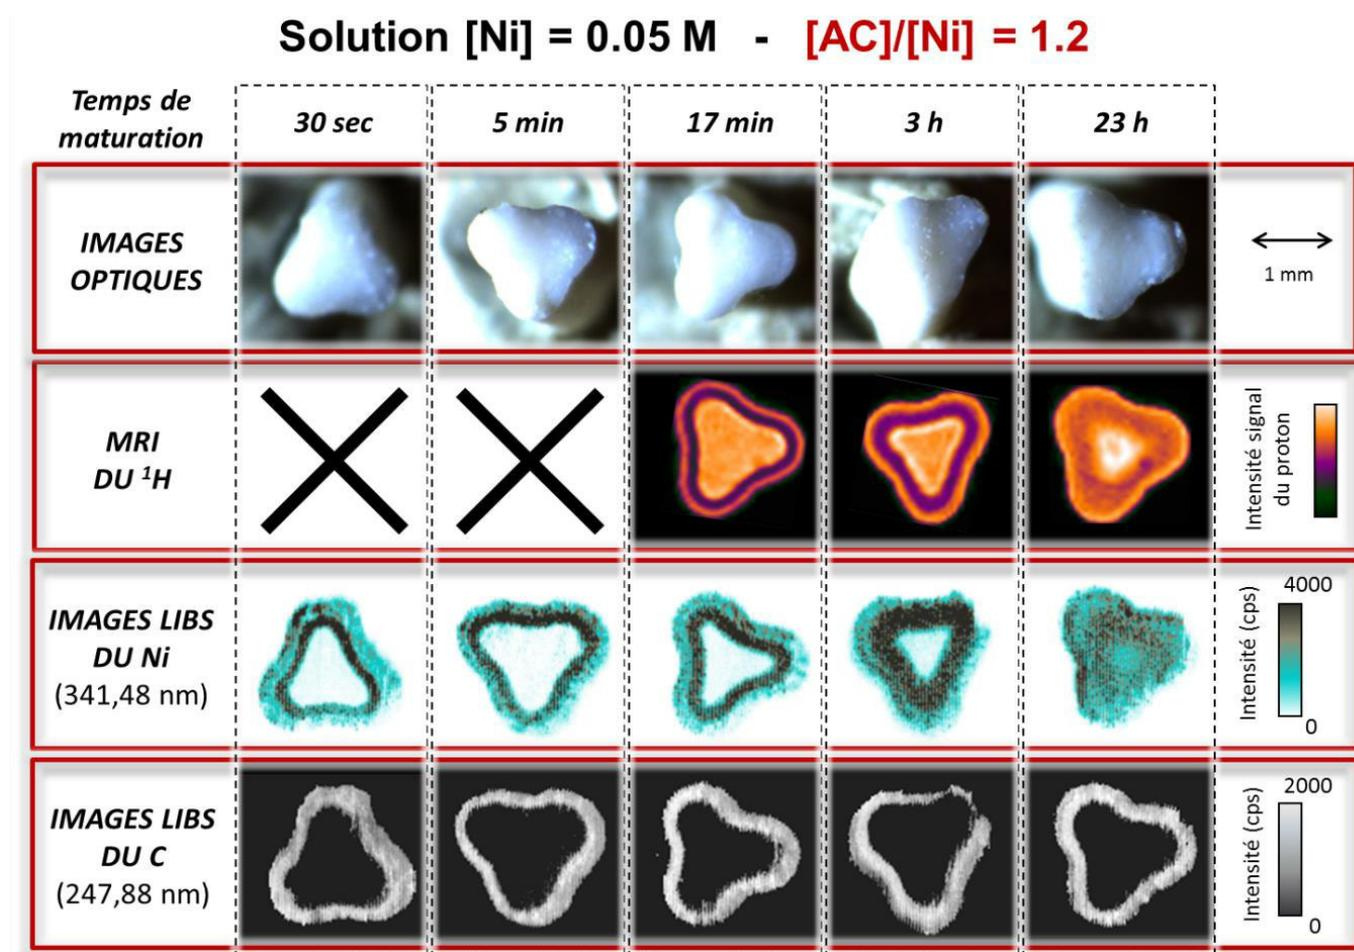 Solution [Ni] = 0.05 M - [AC]/[Ni] = 1.2
Temps de
maturation
30 sec
5 min
17 min
3 h
23 h
IMAGES
OPTIQUES
1 mm
MRI
DU ¹H
Intensité signal
du proton
IMAGES LIBS
DU Ni
(341,48 nm)
Intensité (cps)
4000
0
IMAGES LIBS
DU C
(247,88 nm)
Intensité (cps)
2000
0